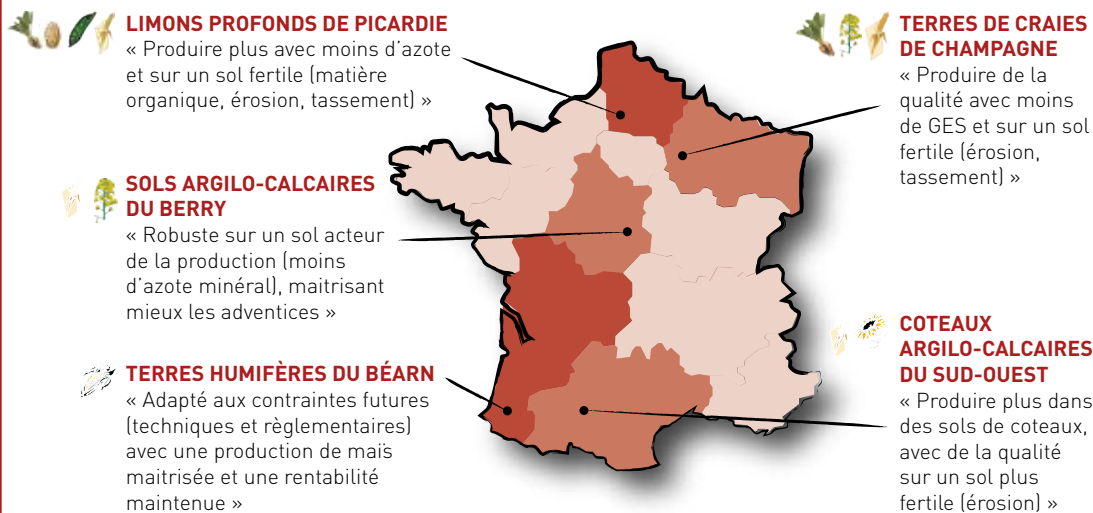 LIMONS PROFONDS DE PICARDIE
« Produire plus avec moins d’azote
et sur un sol fertile (matière
organique, érosion, tassement) »
TERRES DE CRAIES
DE CHAMPAGNE
« Produire de la
qualité avec moins
de GES et sur un sol
fertile (érosion,
tassement) »
SOLS ARGILO-CALCAIRES
DU BERRY
« Robuste sur un sol acteur
de la production (moins
d’azote minéral), maitrisant
mieux les adventices »
TERRES HUMIFÈRES DU BÉARN
« Adapté aux contraintes futures
(techniques et règlementaires)
avec une production de maïs
maitrisée et une rentabilité
maintenue »
COTEAUX
ARGILO-CALCAIRES
DU SUD-OUEST
« Produire plus dans
des sols de coteaux,
avec de la qualité
sur un sol plus
fertile (érosion) »